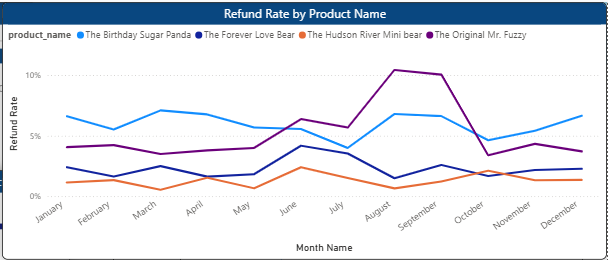 Refund Rate by Product Name
product_name The Birthday Sugar Panda The Forever Love Bear The Hudson River Mini bear The Original Mr. Fuzzy
10%
5%
0%
Refund Rate
January February March April May June July August September October November December
Month Name